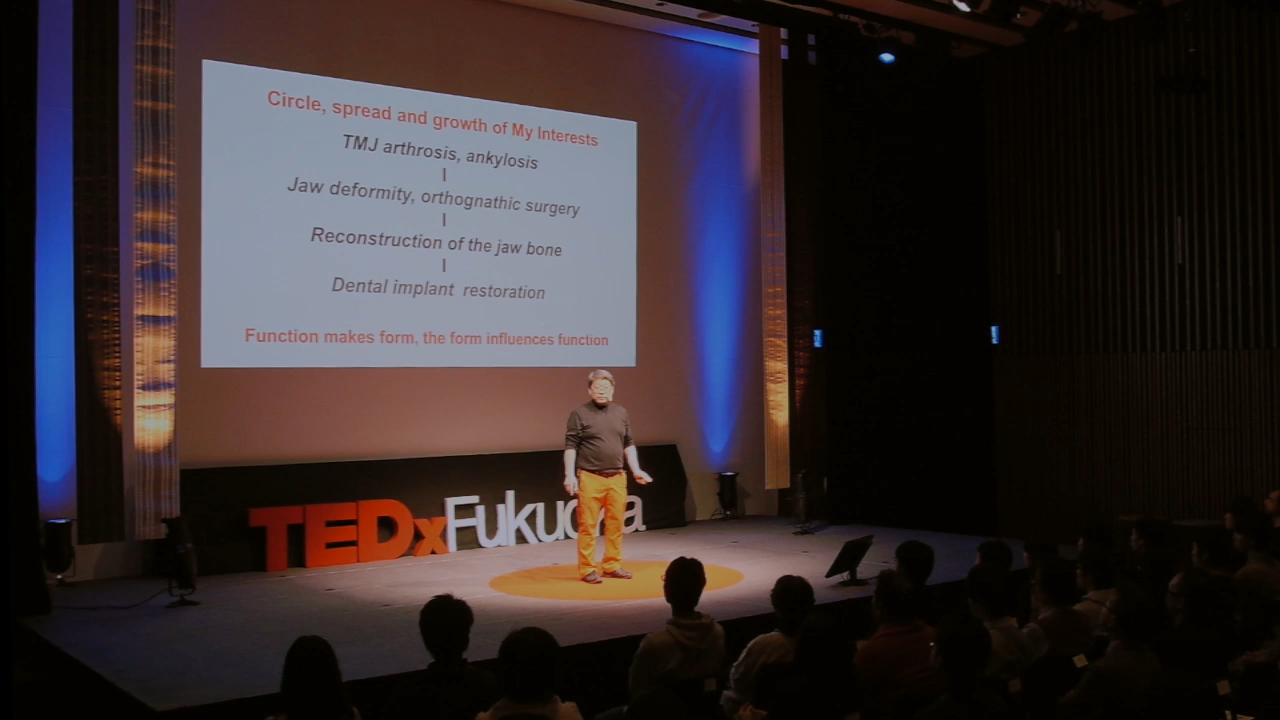 Circle, spread and growth of My Interests
TMJ arthrosis, ankylosis
Jaw deformity, orthognathic surgery
Reconstruction of the jaw bone
Dental implant restoration
Function makes form, the form influences function
TEDxFukuoka